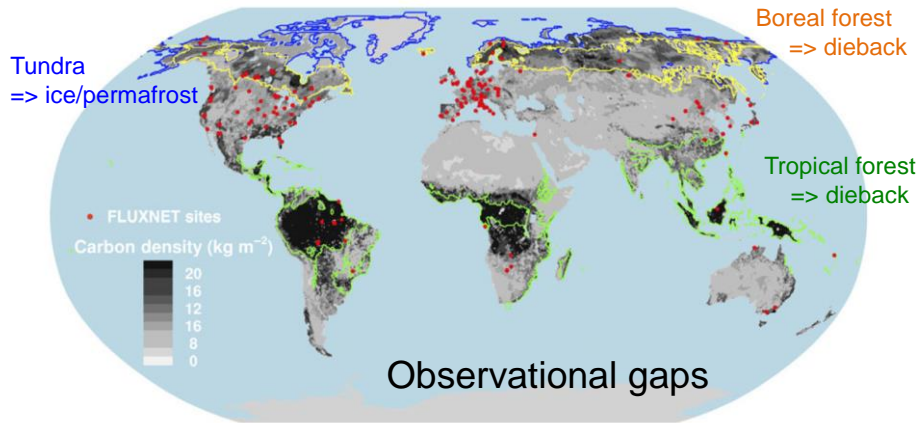 Boreal forest
=> dieback
Tundra
=> ice/permafrost
Tropical forest
=> dieback
FLUXNET sites
Carbon density (kg m⁻²)
20
16
12
16
8
0
Observational gaps